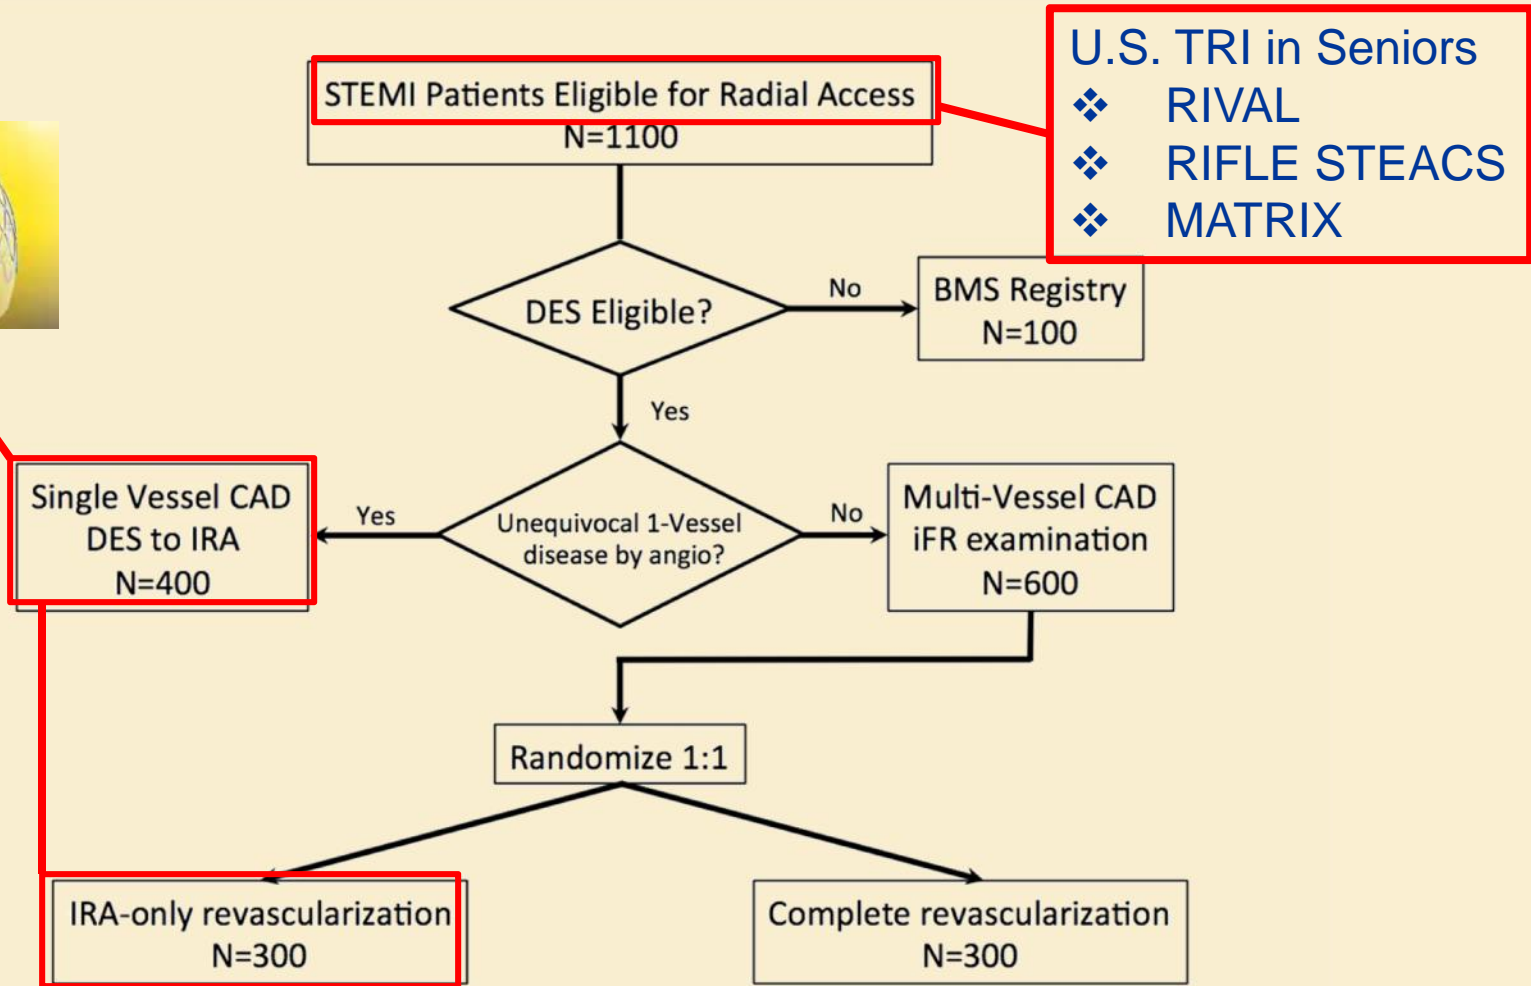 U.S. TRI in Seniors
❖ RIVAL
❖ RIFLE STEACS
❖ MATRIX
STEMI Patients Eligible for Radial Access
N=1100
DES Eligible?
No
BMS Registry
N=100
Yes
Unequivocal 1-Vessel
disease by angio?
Yes
Single Vessel CAD
DES to IRA
N=400
No
Multi-Vessel CAD
iFR examination
N=600
Randomize 1:1
IRA-only revascularization
N=300
Complete revascularization
N=300